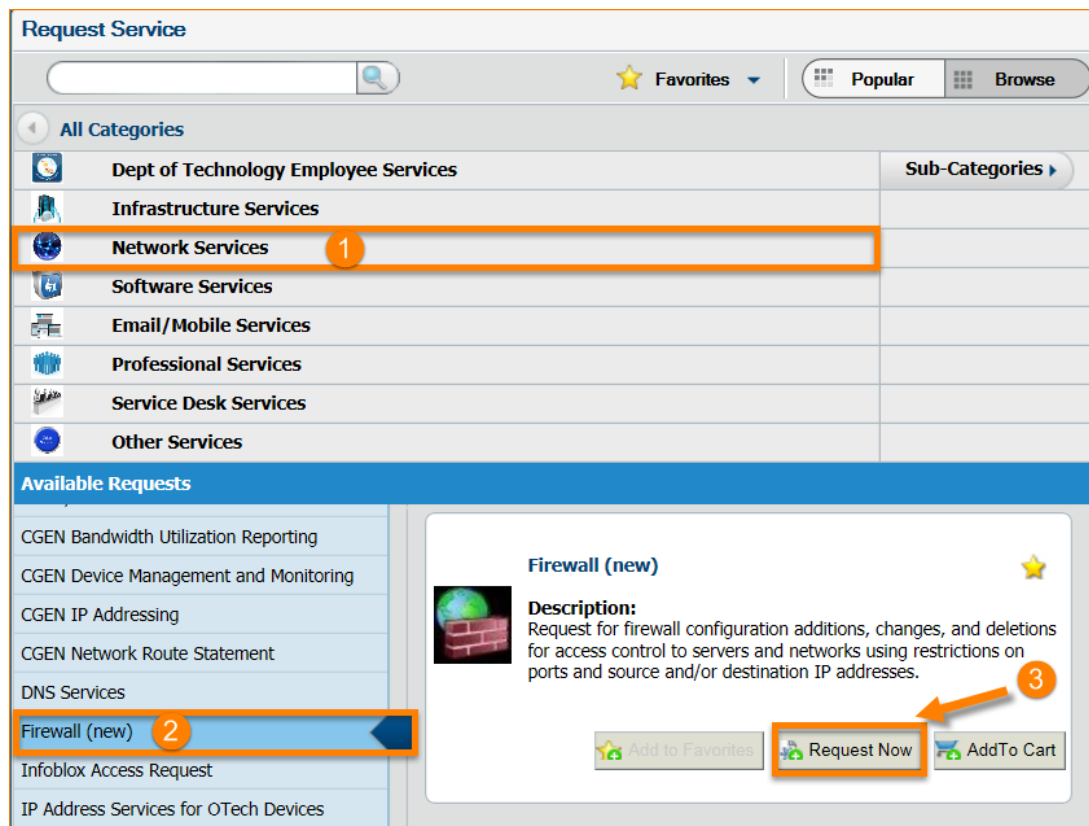 Request Service
Favorites
Popular
Browse
All Categories
Dept of Technology Employee Services
Sub-Categories
Infrastructure Services
Network Services
1
Software Services
Email/Mobile Services
Professional Services
Service Desk Services
Other Services
Available Requests
CGEN Bandwidth Utilization Reporting
CGEN Device Management and Monitoring
CGEN IP Addressing
CGEN Network Route Statement
DNS Services
Firewall (new)
2
Infoblox Access Request
IP Address Services for OTech Devices
Firewall (new)
Description:
Request for firewall configuration additions, changes, and deletions
for access control to servers and networks using restrictions on
ports and source and/or destination IP addresses.
3
Add to Favorites
Request Now
AddTo Cart